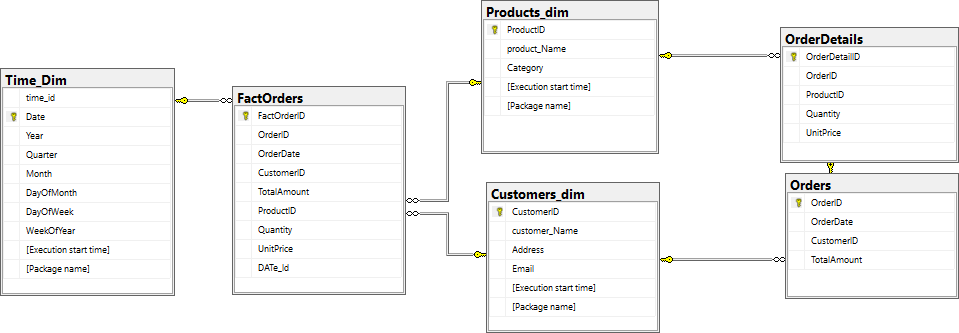 Time_Dim
time_id
Date
Year
Quarter
Month
DayOfMonth
DayOfWeek
WeekOfYear
[Execution start time]
[Package name]
FactOrders
FactOrderID
OrderID
OrderDate
CustomerID
TotalAmount
ProductID
Quantity
UnitPrice
DATe_Id
Products_dim
ProductID
product_Name
Category
[Execution start time]
[Package name]
Customers_dim
CustomerID
customer_Name
Address
Email
[Execution start time]
[Package name]
OrderDetails
OrderDetailID
OrderID
ProductID
Quantity
UnitPrice
Orders
OrderID
OrderDate
CustomerID
TotalAmount